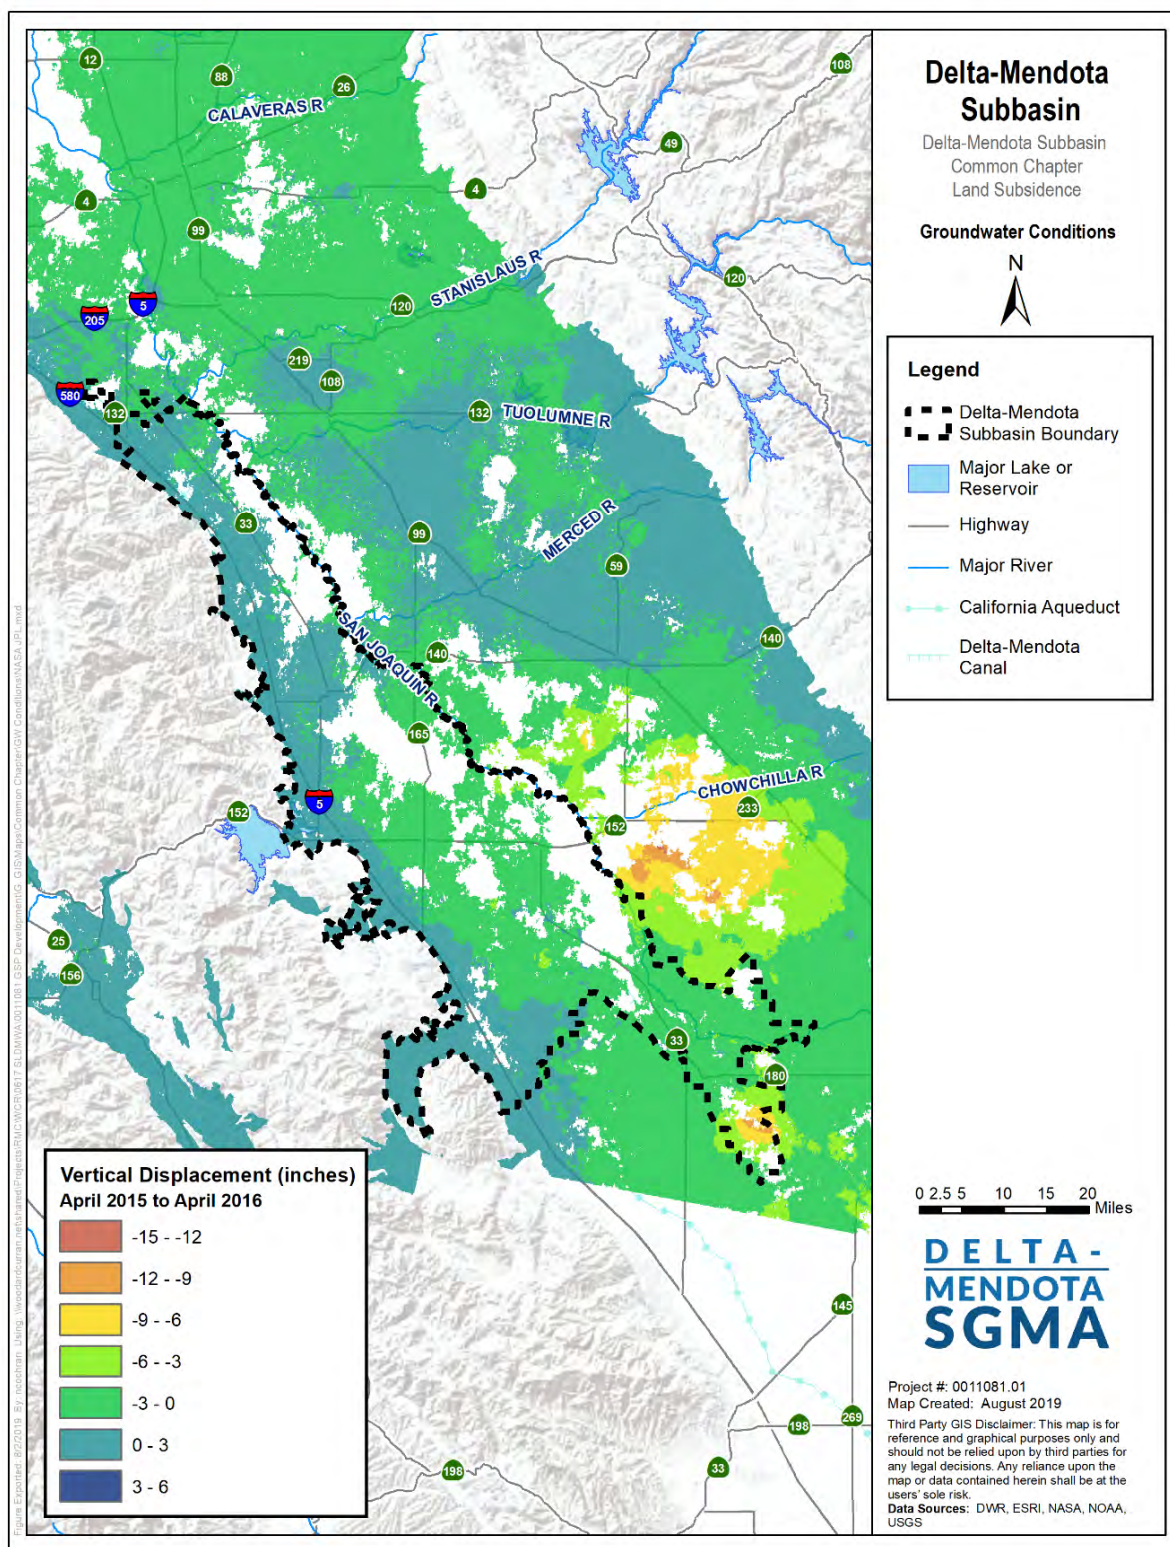 Delta-Mendota
Subbasin
Delta-Mendota Subbasin
Common Chapter
Land Subsidence
Groundwater Conditions
N
Legend
Delta-Mendota
Subbasin Boundary
Major Lake or
Reservoir
Highway
Major River
California Aqueduct
Delta-Mendota
Canal
12
88
26
108
CALAVERAS R
49
4
4
99
STANISLAUS R
120
120
5
205
219
108
580
132
132
TUOLUMNE R
33
99
MERCED R
59
SAN JOAQUIN R
140
140
165
CHOWCHILLA R
152
5
152
233
25
156
33
180
145
269
198
198
33
Vertical Displacement (inches)
April 2015 to April 2016
-15 - -12
-12 - -9
-9 - -6
-6 - -3
-3 - 0
0 - 3
3 - 6
0 2.5 5 10 15 20
Miles
DELTA-
MENDOTA
SGMA
Project #: 0011081.01
Map Created: August 2019
Third Party GIS Disclaimer: This map is for
reference and graphical purposes only and
should not be relied upon by third parties for
any legal decisions. Any reliance upon the
map or data contained herein shall be at the
users' sole risk.
Data Sources: DWR, ESRI, NASA, NOAA,
USGS